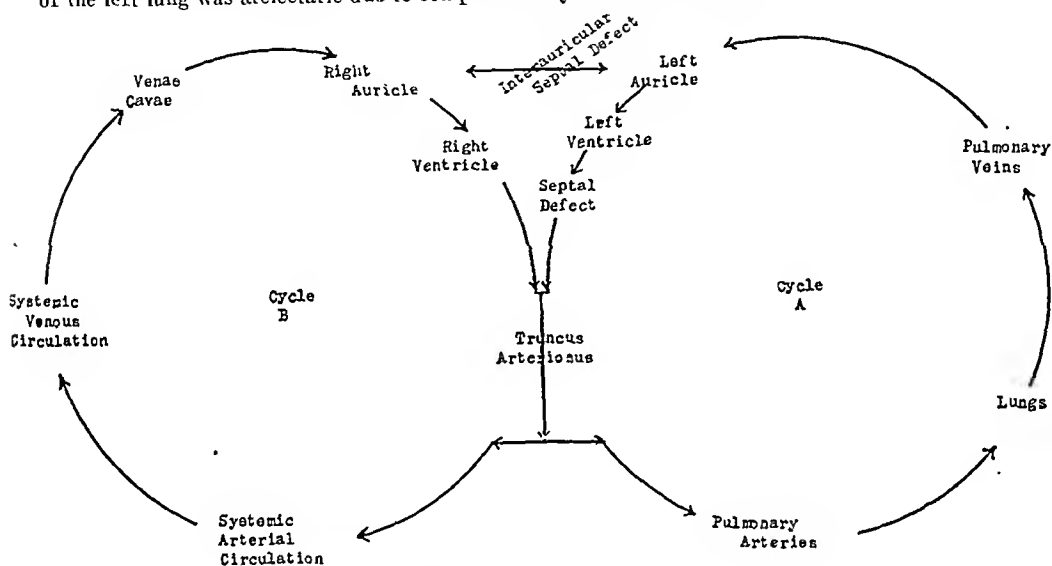 of the left lung was atelectatic due to
Interauricular
Septal Defect
Right
Auricle
Left
Auricle
Venae
Cavae
Left
Ventricle
Right
Ventricle
Pulmonary
Veins
Septal
Defect
Systemic
Venous
Circulation
Cycle
B
Cycle
A
Truncus
Arteriosus
Lungs
Systemic
Arterial
Circulation
Pulmonary
Arteries